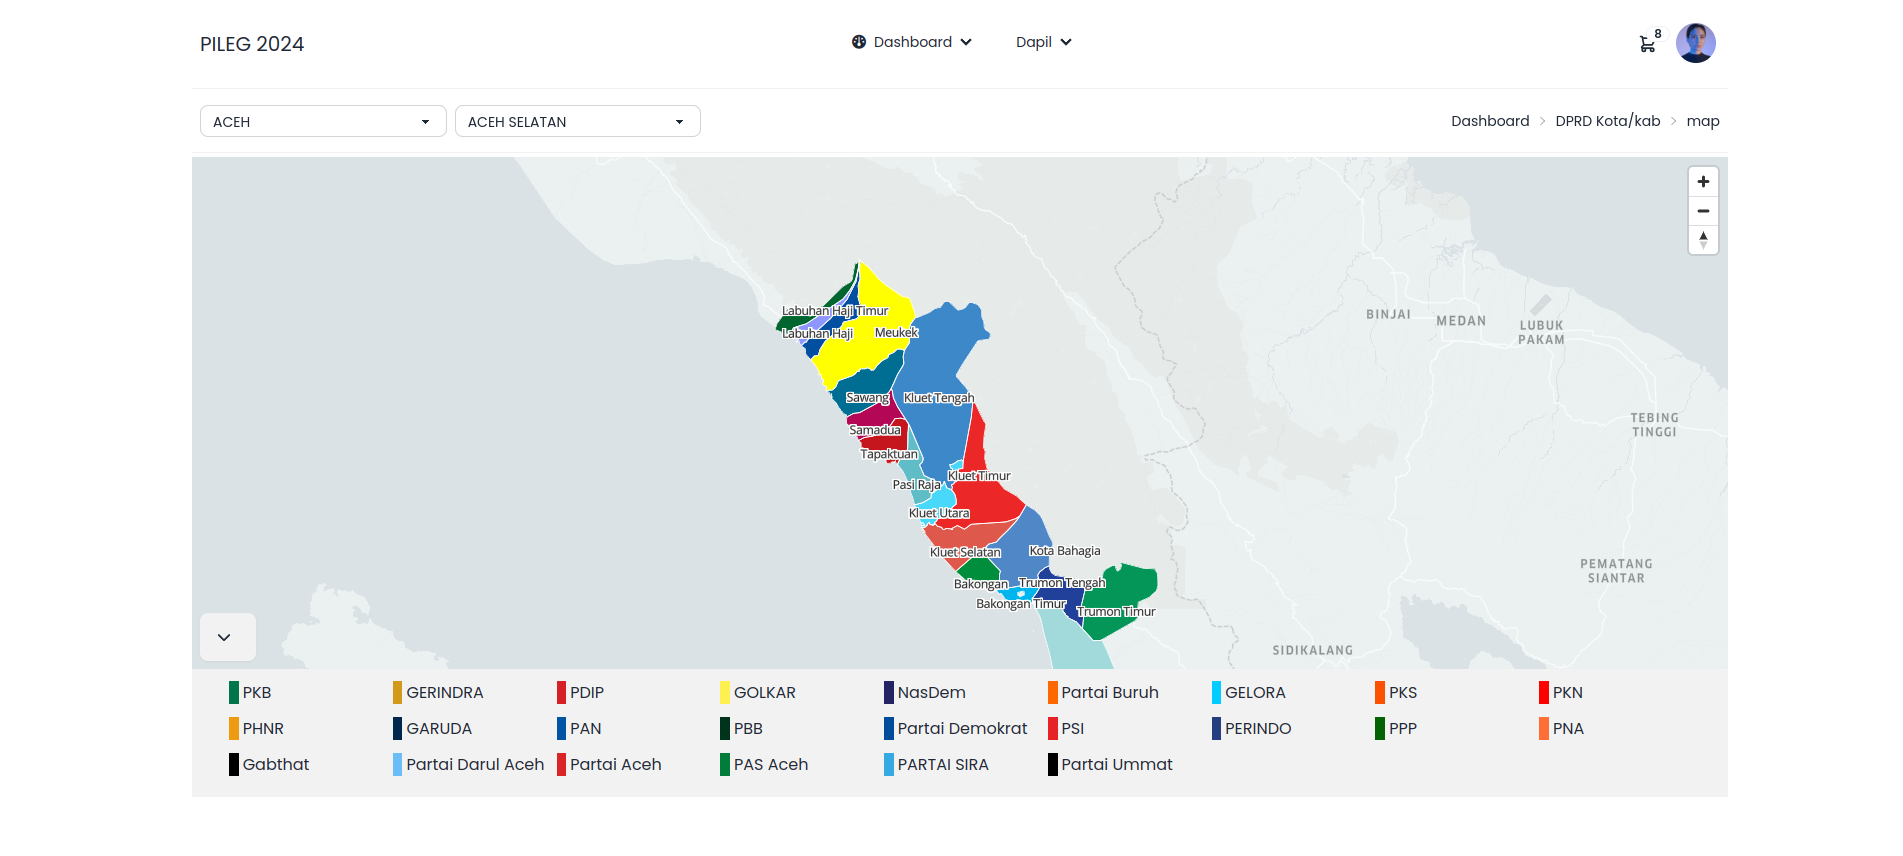 PILEG 2024
Dashboard
Dapil
8
ACEH
ACEH SELATAN
Dashboard > DPRD Kota/kab > map
Labuhan Haji Timur
Labuhan Haji
Meukek
Sawang
Kluet Tengah
Samadua
Tapaktuan
Kluet Timur
Pasi Raja
Kluet Utara
Kluet Selatan
Kota Bahagia
Bakongan
Trumon Tengah
Bakongan Timur
Trumon Timur
BINJAI
MEDAN
LUBUK
PAKAM
TEBING
TINGGI
PEMATANG
SIANTAR
SIDIKALANG
PKB
GERINDRA
PDIP
GOLKAR
NasDem
Partai Buruh
GELORA
PKS
PKN
PHNR
GARUDA
PAN
PBB
Partai Demokrat
PSI
PERINDO
PPP
PNA
Gabthat
Partai Darul Aceh
Partai Aceh
PAS Aceh
PARTAI SIRA
Partai Ummat